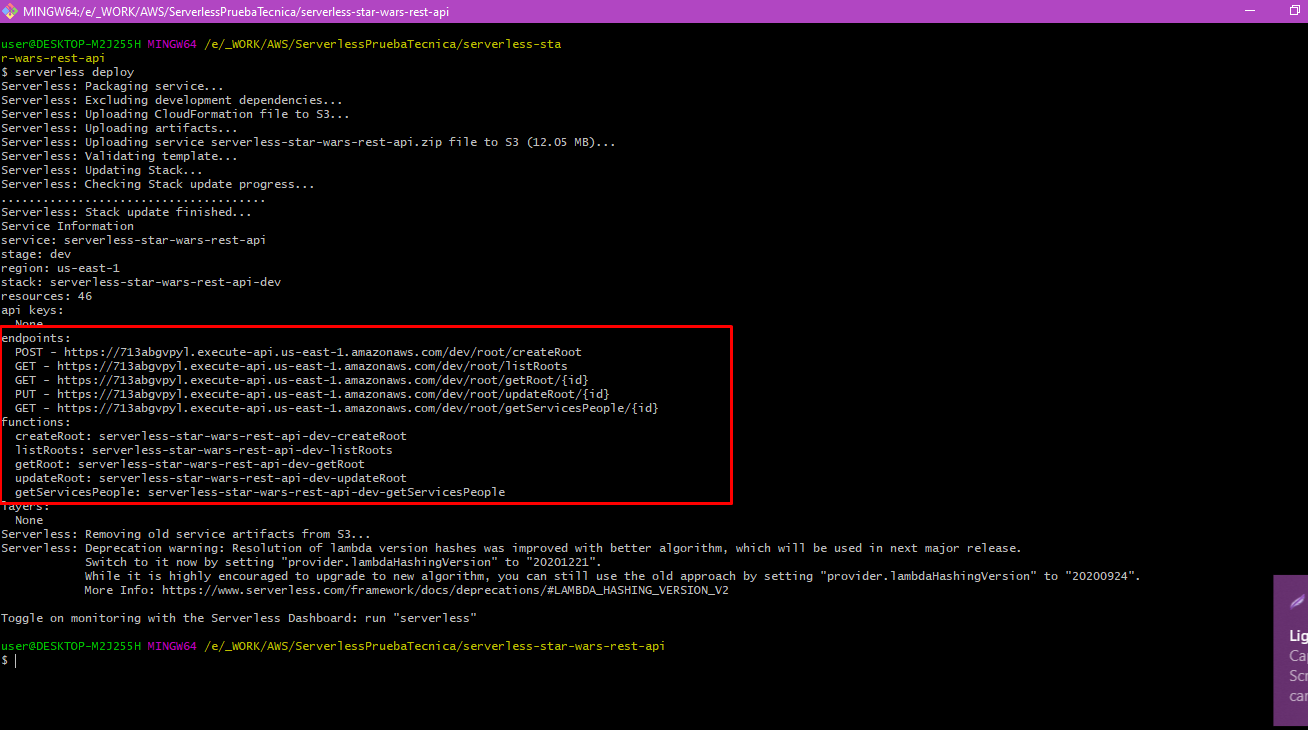 MINGW64:/e/_WORK/AWS/ServerlessPruebaTecnica/serverless-star-wars-rest-api
user@DESKTOP-M2J255H MINGW64 /e/_WORK/AWS/ServerlessPruebaTecnica/serverless-sta
r-wars-rest-api
$ serverless deploy
Serverless: Packaging service...
Serverless: Excluding development dependencies...
Serverless: Uploading CloudFormation file to S3...
Serverless: Uploading artifacts...
Serverless: Uploading service serverless-star-wars-rest-api.zip file to S3 (12.05 MB)...
Serverless: Validating template...
Serverless: Updating Stack...
Serverless: Checking Stack update progress...
......................................
Serverless: Stack update finished...
Service Information
service: serverless-star-wars-rest-api
stage: dev
region: us-east-1
stack: serverless-star-wars-rest-api-dev
resources: 46
api keys:
  None
endpoints:
  POST - https://713abgvpyl.execute-api.us-east-1.amazonaws.com/dev/root/createRoot
  GET - https://713abgvpyl.execute-api.us-east-1.amazonaws.com/dev/root/listRoots
  GET - https://713abgvpyl.execute-api.us-east-1.amazonaws.com/dev/root/getRoot/{id}
  PUT - https://713abgvpyl.execute-api.us-east-1.amazonaws.com/dev/root/updateRoot/{id}
  GET - https://713abgvpyl.execute-api.us-east-1.amazonaws.com/dev/root/getServicesPeople/{id}
functions:
  createRoot: serverless-star-wars-rest-api-dev-createRoot
  listRoots: serverless-star-wars-rest-api-dev-listRoots
  getRoot: serverless-star-wars-rest-api-dev-getRoot
  updateRoot: serverless-star-wars-rest-api-dev-updateRoot
  getServicesPeople: serverless-star-wars-rest-api-dev-getServicesPeople
layers:
  None
Serverless: Removing old service artifacts from S3...
Serverless: Deprecation warning: Resolution of lambda version hashes was improved with better algorithm, which will be used in next major release.
            Switch to it now by setting "provider.lambdaHashingVersion" to "20201221".
            While it is highly encouraged to upgrade to new algorithm, you can still use the old approach by setting "provider.lambdaHashingVersion" to "20200924".
            More Info: https://www.serverless.com/framework/docs/deprecations/#LAMBDA_HASHING_VERSION_V2
Toggle on monitoring with the Serverless Dashboard: run "serverless"
user@DESKTOP-M2J255H MINGW64 /e/_WORK/AWS/ServerlessPruebaTecnica/serverless-star-wars-rest-api
$
Lig
Ca
Scr
car